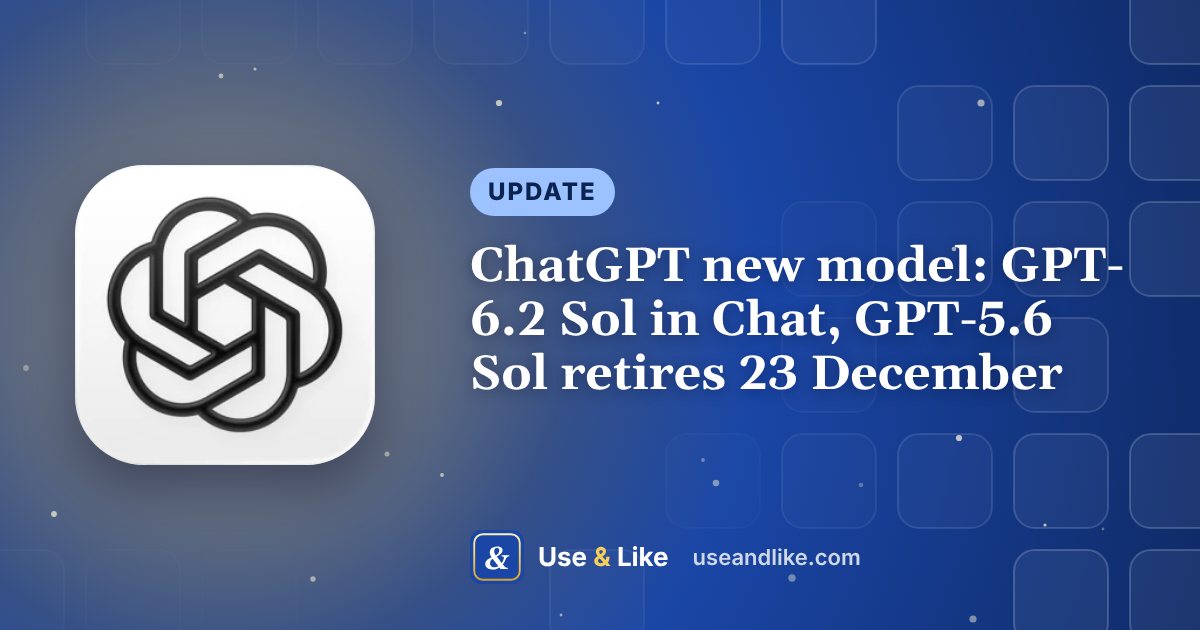 UPDATE
ChatGPT new model: GPT-
6.2 Sol in Chat, GPT-5.6
Sol retires 23 December
& Use & Like useandlike.com